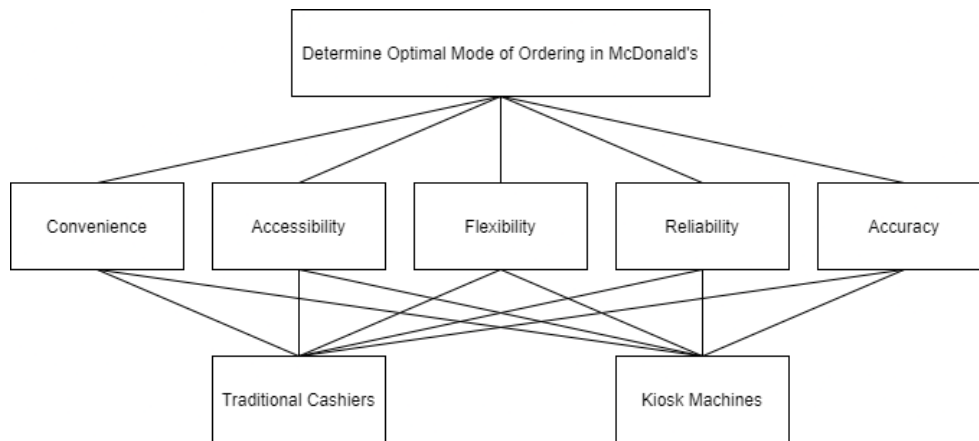 Determine Optimal Mode of Ordering in McDonald's
Convenience
Accessibility
Flexibility
Reliability
Accuracy
Traditional Cashiers
Kiosk Machines